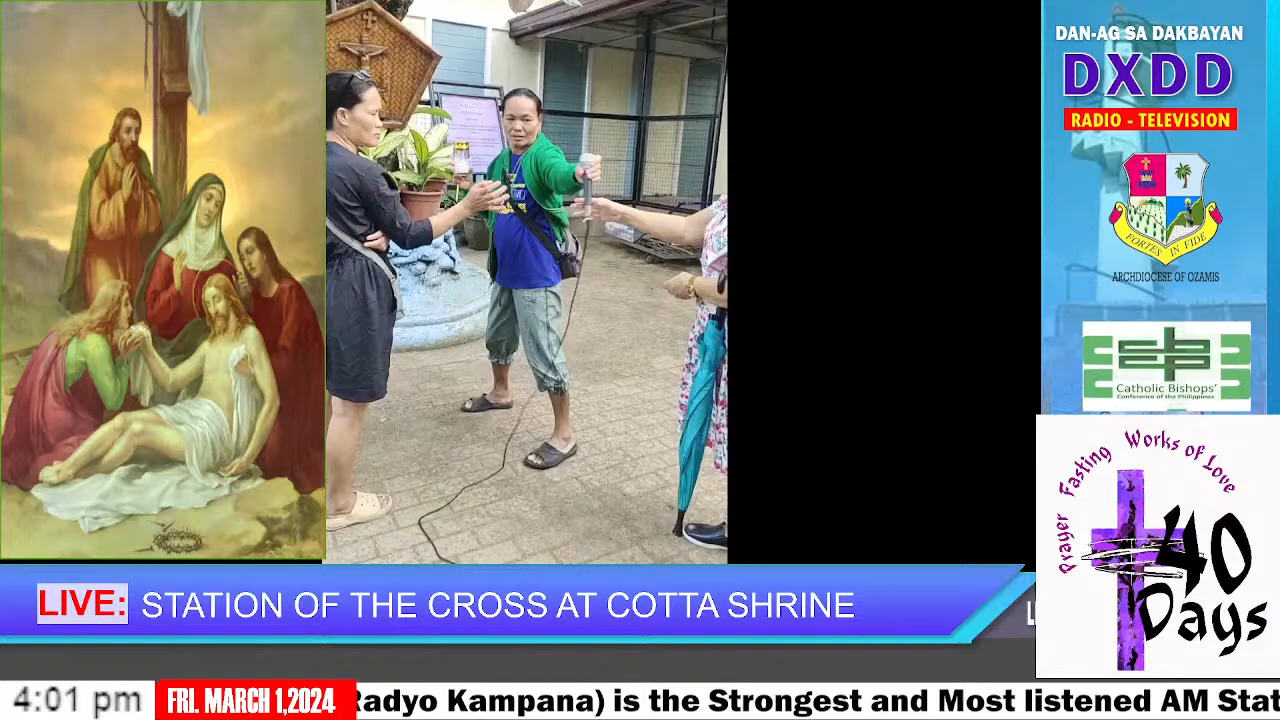 DAN-AG SA DAKBAYAN
DXDD
RADIO - TELEVISION
FORTES IN FIDE
ARCHDIOCESE OF OZAMIS
cbcp
Catholic Bishops'
Conference of the Philippines
Prayer Fasting Works of Love
40
Days
LIVE: STATION OF THE CROSS AT COTTA SHRINE
4:01 pm
FRI. MARCH 1,2024
Radyo Kampana) is the Strongest and Most listened AM Stat